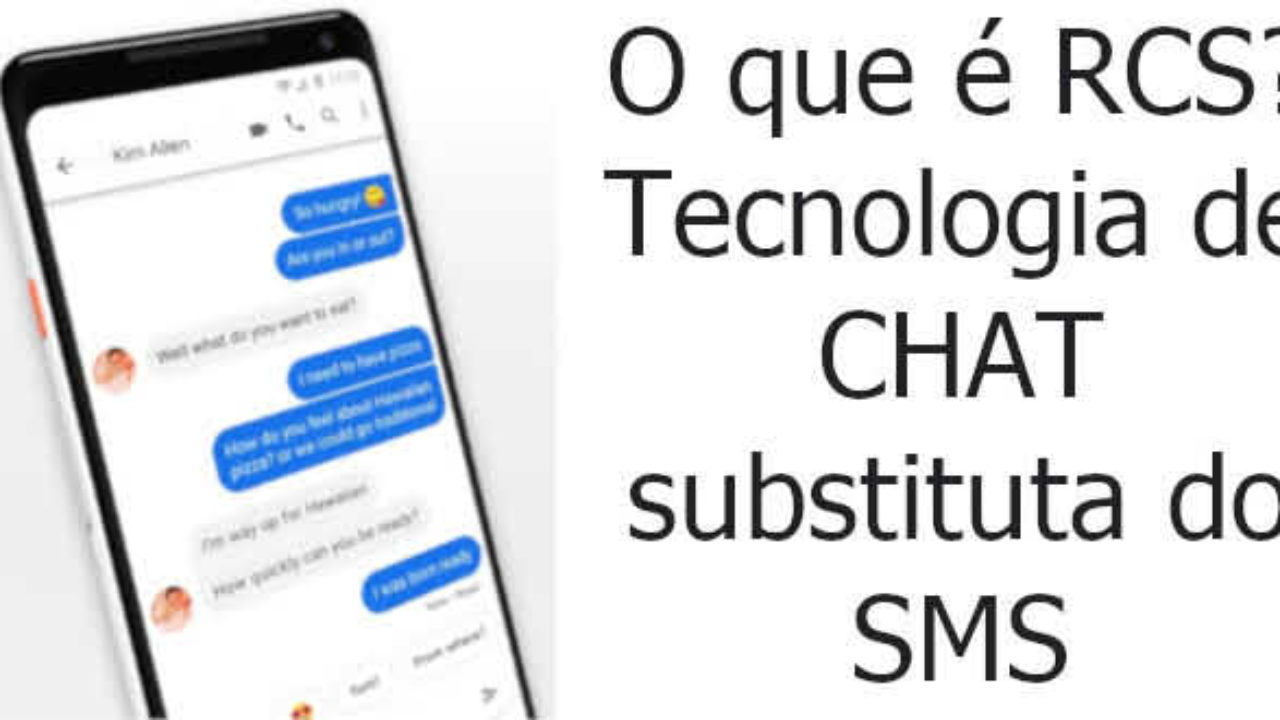 Kim Allen
So hungry!
Are you in or out?
Well what do you want to eat?
I need to have pizza
How do you feel about Hawaiian
pizza? or we could go traditional
I'm way up for Hawaiian
How quickly can you be ready?
I was born ready
O que é RCS?
Tecnologia de
CHAT
substituta do
SMS